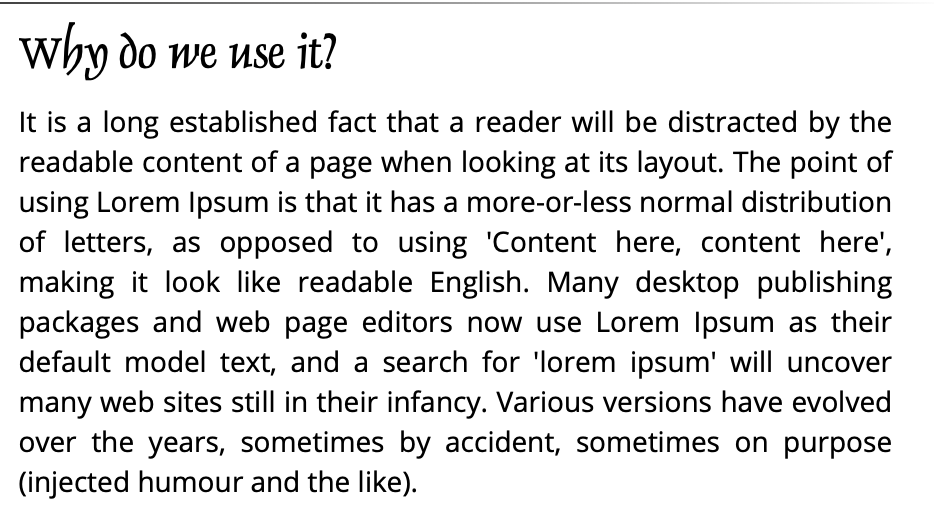 Why do we use it?
It is a long established fact that a reader will be distracted by the
readable content of a page when looking at its layout. The point of
using Lorem Ipsum is that it has a more-or-less normal distribution
of letters, as opposed to using 'Content here, content here',
making it look like readable English. Many desktop publishing
packages and web page editors now use Lorem Ipsum as their
default model text, and a search for 'lorem ipsum' will uncover
many web sites still in their infancy. Various versions have evolved
over the years, sometimes by accident, sometimes on purpose
(injected humour and the like).